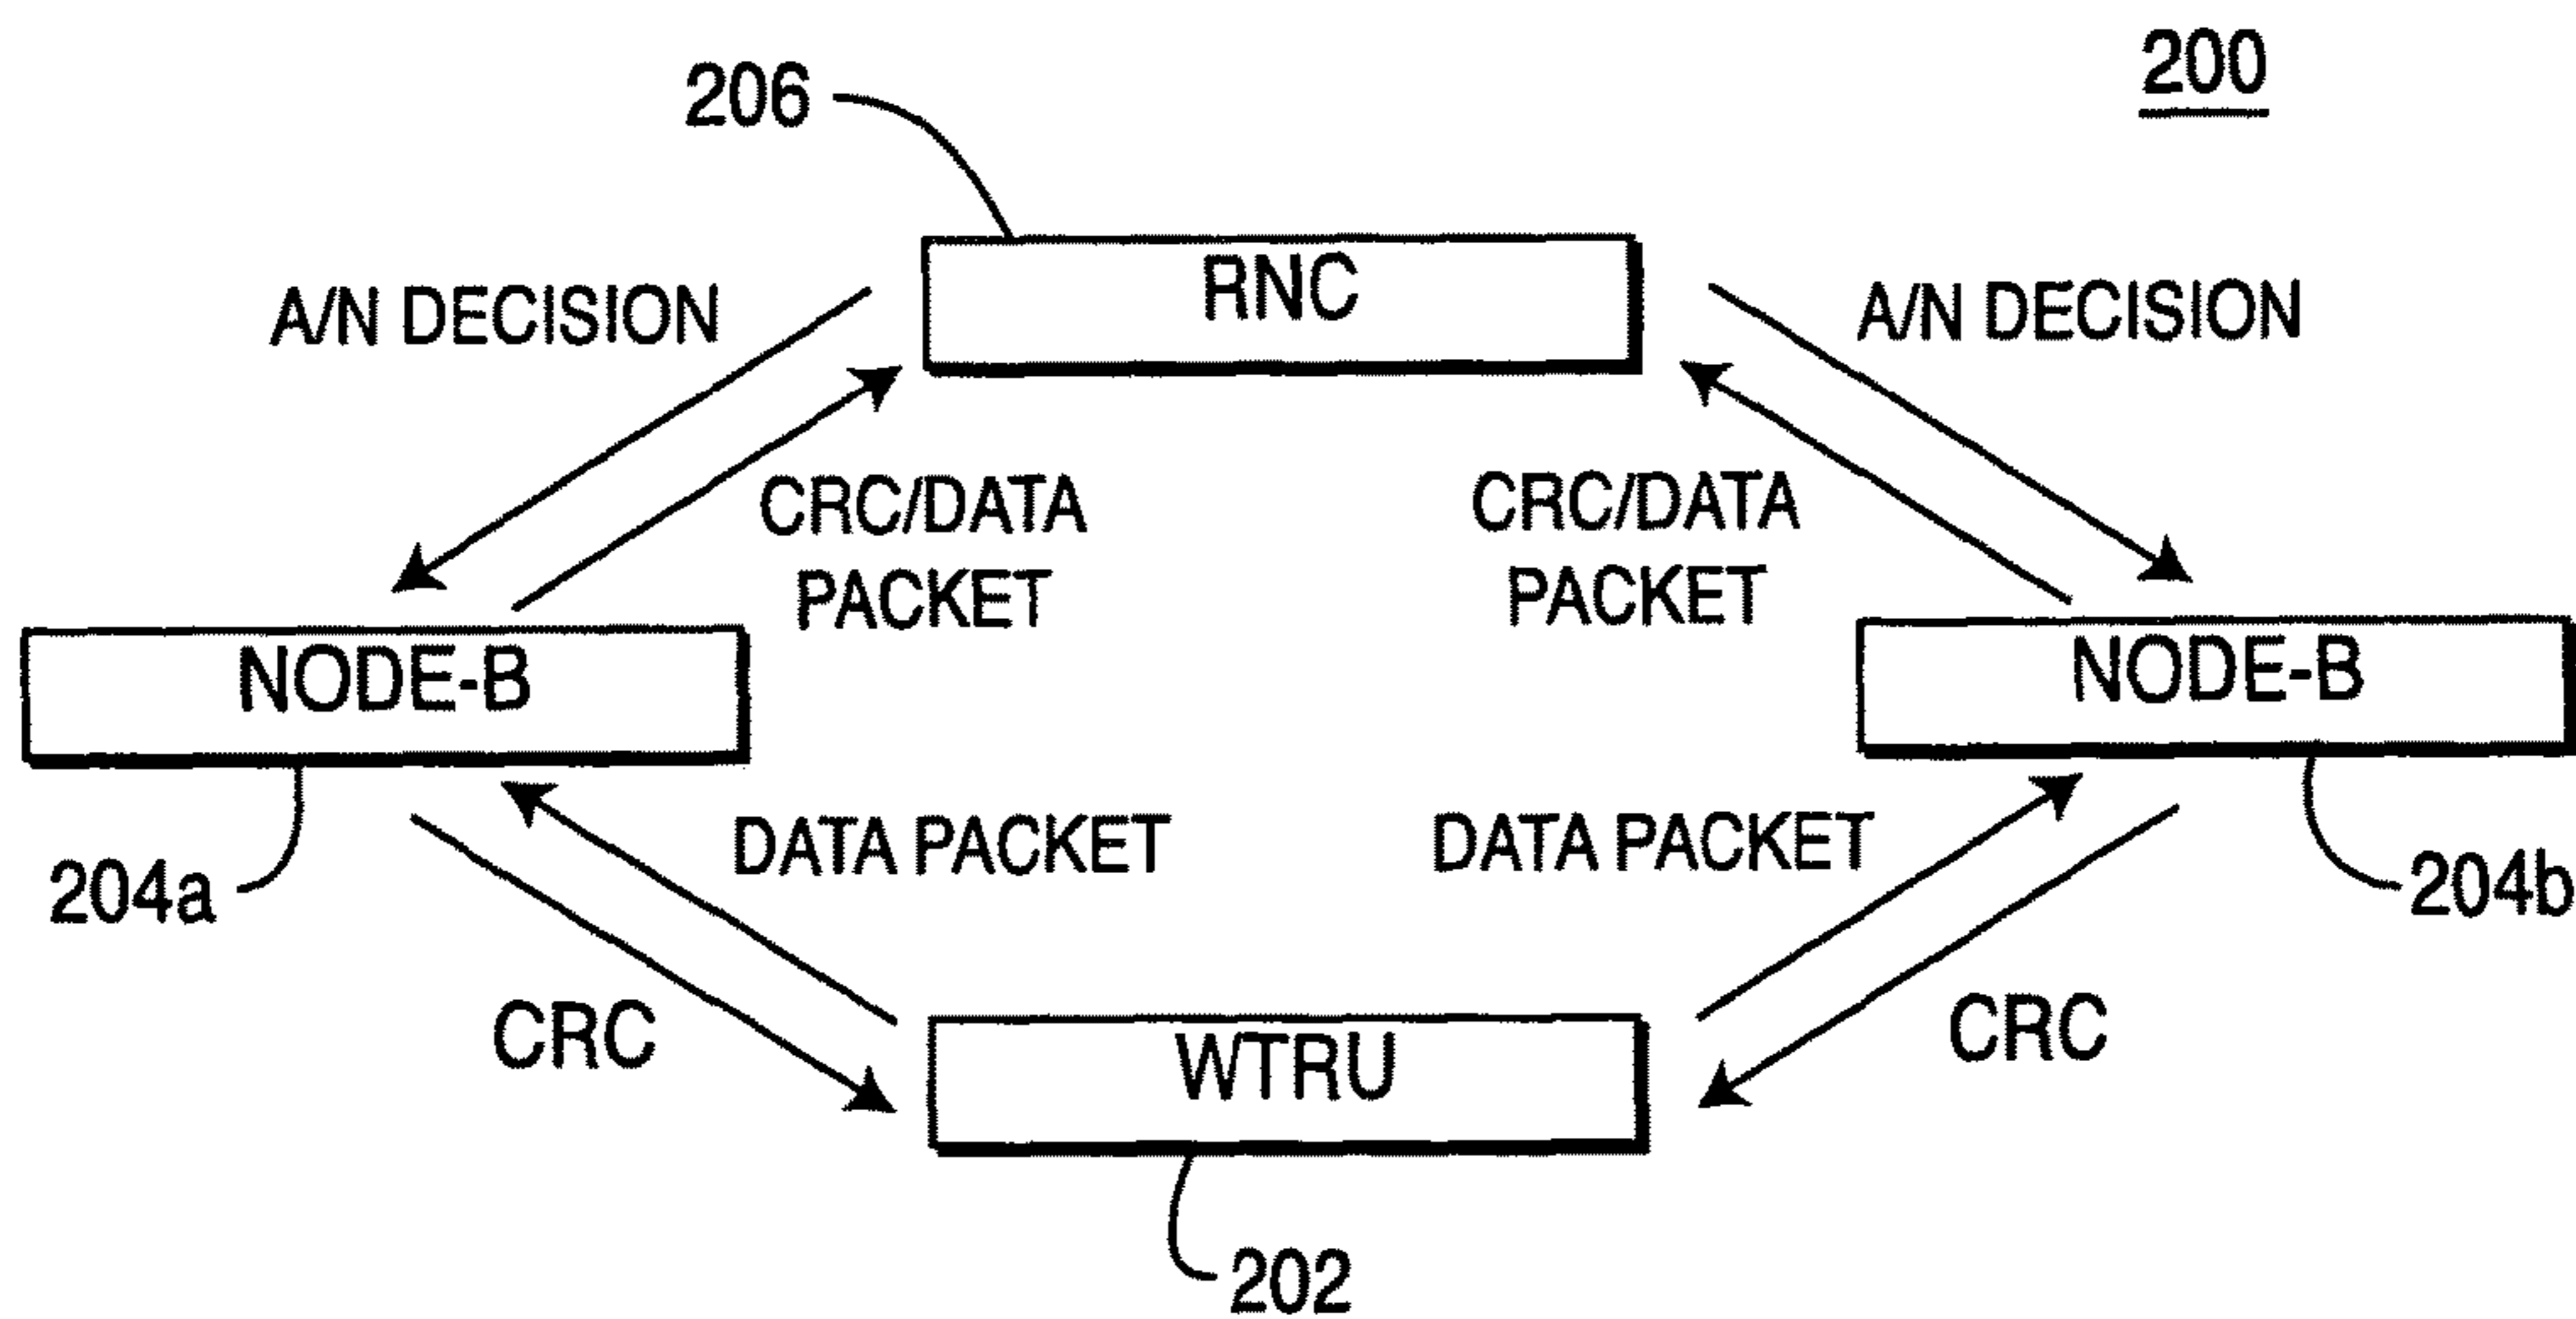 200
206
RNC
A/N DECISION
A/N DECISION
CRC/DATA
PACKET
CRC/DATA
PACKET
NODE-B
NODE-B
204a
DATA PACKET
DATA PACKET
204b
CRC
CRC
WTRU
202